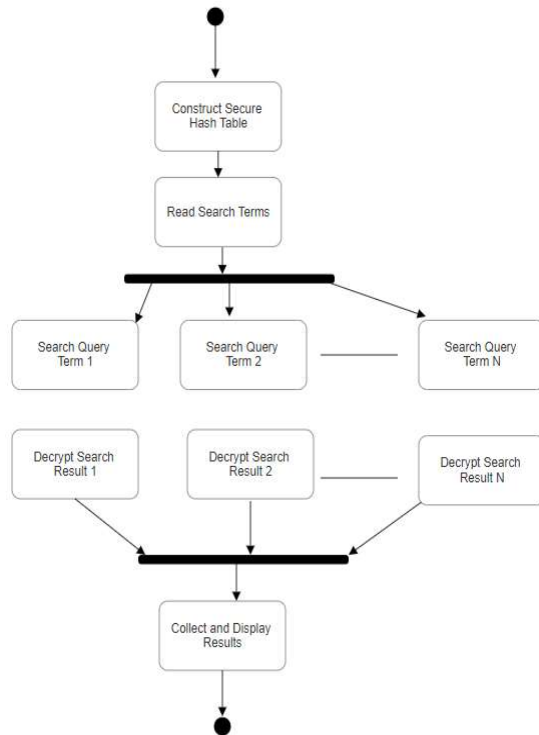 Construct Secure
Hash Table
Read Search Terms
Search Query
Term 1
Search Query
Term 2
Search Query
Term N
Decrypt Search
Result 1
Decrypt Search
Result 2
Decrypt Search
Result N
Collect and Display
Results